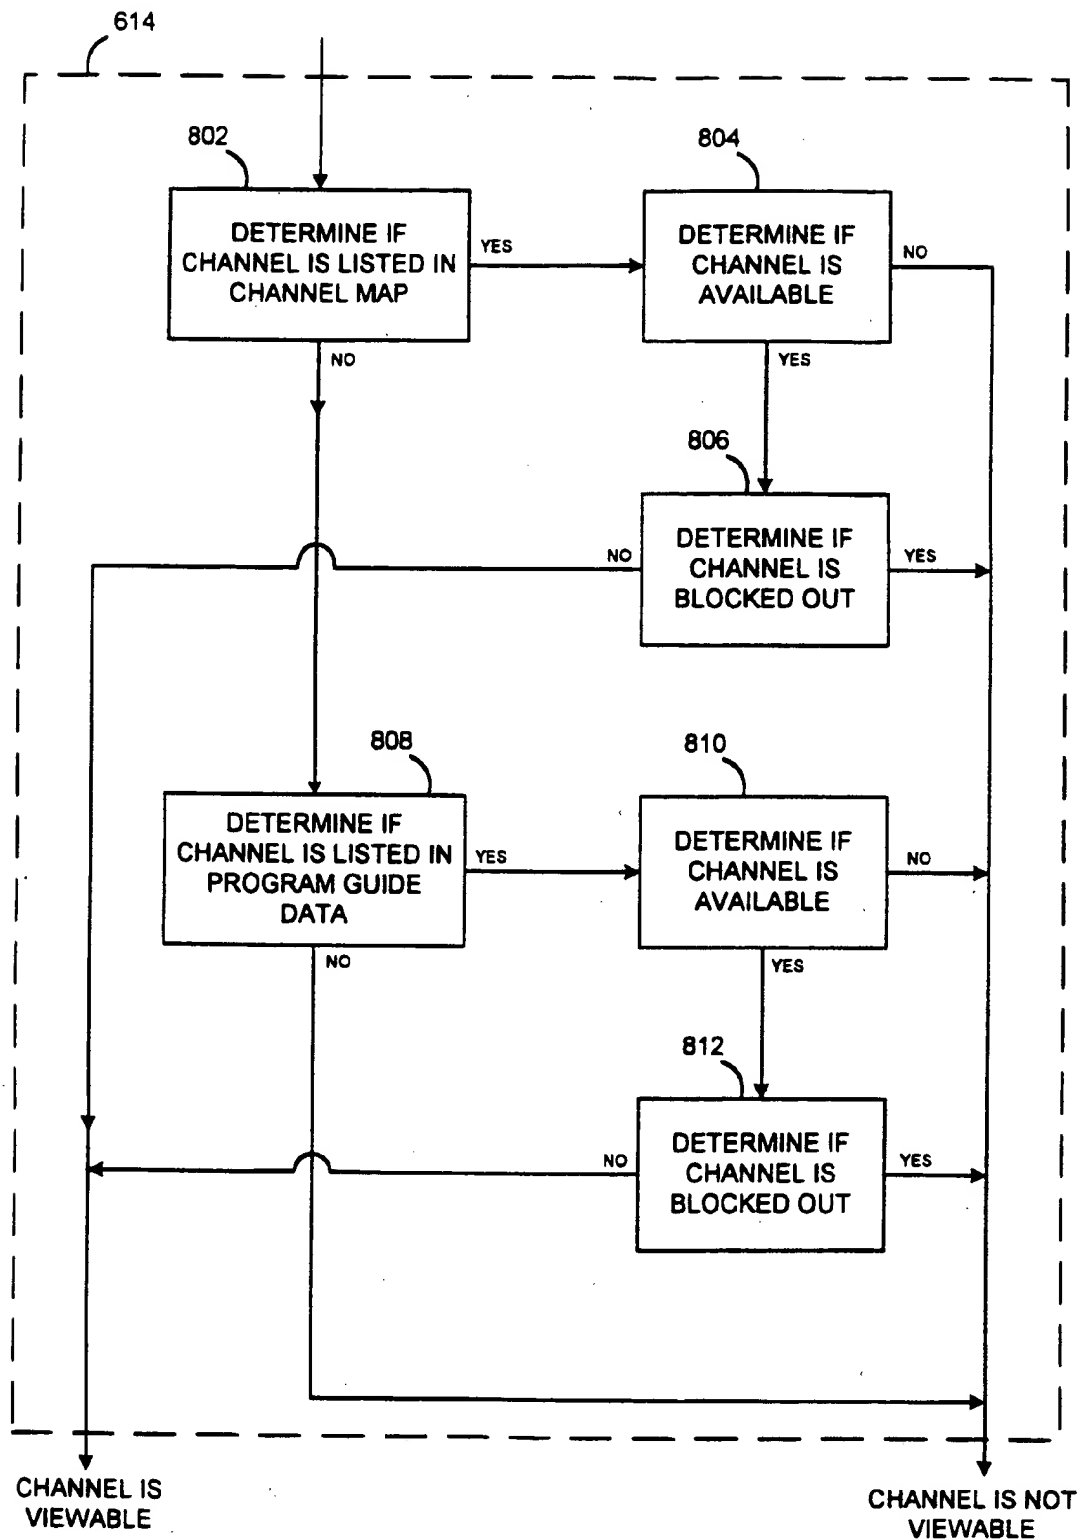 614
802
DETERMINE IF
CHANNEL IS LISTED IN
CHANNEL MAP
YES
NO
804
DETERMINE IF
CHANNEL IS
AVAILABLE
NO
YES
806
DETERMINE IF
CHANNEL IS
BLOCKED OUT
NO
YES
808
DETERMINE IF
CHANNEL IS LISTED IN
PROGRAM GUIDE
DATA
YES
NO
810
DETERMINE IF
CHANNEL IS
AVAILABLE
NO
YES
812
DETERMINE IF
CHANNEL IS
BLOCKED OUT
NO
YES
CHANNEL IS
VIEWABLE
CHANNEL IS NOT
VIEWABLE